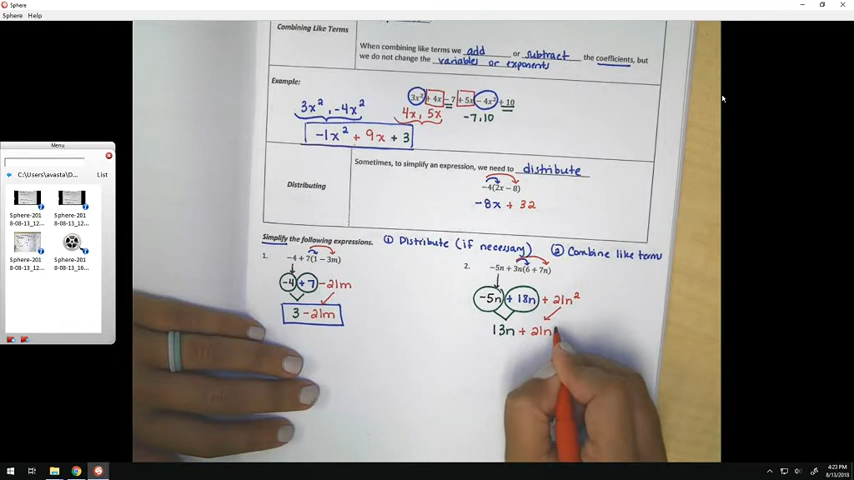 Sphere
Sphere Help
Combining Like Terms
When combining like terms we add or subtract the coefficients, but
we do not change the variables or exponents
Example:
3x² + 4x - 7 + 5x - 4x² + 10
3x², -4x² 4x, 5x -7, 10
-1x² + 9x + 3
Distributing
Sometimes, to simplify an expression, we need to distribute
-4(2x - 8)
-8x + 32
Simplify the following expressions. ① Distribute (if necessary) ② Combine like terms
1. -4 + 7(1 - 3m)
-4 + 7 - 21m
3 - 21m
2. -5n + 3n(6 + 7n)
-5n + 18n + 21n²
13n + 21n
Menu
C:\Users\avasta\D... List
Sphere-201
8-08-13_12...
Sphere-201
8-08-13_12...
Sphere-201
8-08-13_12...
Sphere-201
8-08-13_16...
4:23 PM
8/13/2018